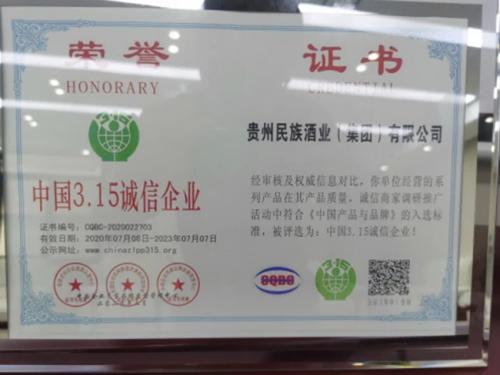 荣誉 证书
HONORARY CREDENTIAL
3.15
中国3.15诚信企业
证书编号：CQBC-2020022703
有效日期：2020年07月08日-2023年07月07日
公示网址：www.chinazlpp315.org
贵州民族酒业（集团）有限公司
经审核及权威信息对比，你单位经营的系
列产品在其产品质量，诚信商家调研推广
活动中符合《中国产品与品牌》的入选标
准，被评选为：中国3.15诚信企业！
CQBC
3.15